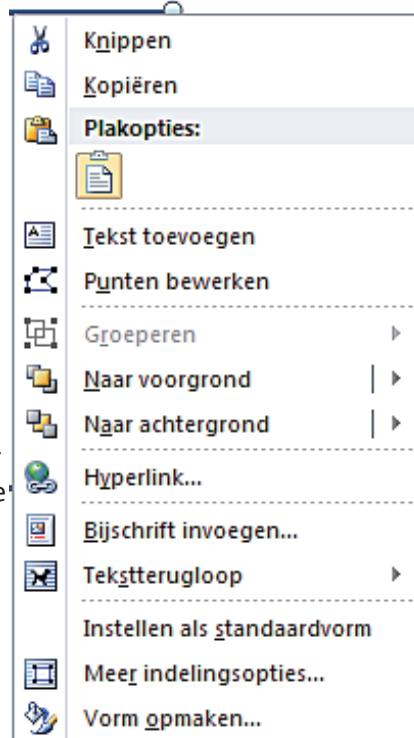 Knippen
Kopiëren
Plakopties:
Tekst toevoegen
Punten bewerken
Groeperen
Naar voorgrond
Naar achtergrond
Hyperlink...
e
Bijschrift invoegen...
Tekstterugloop
Instellen als standaardvorm
Meer indelingsopties...
Vorm opmaken...